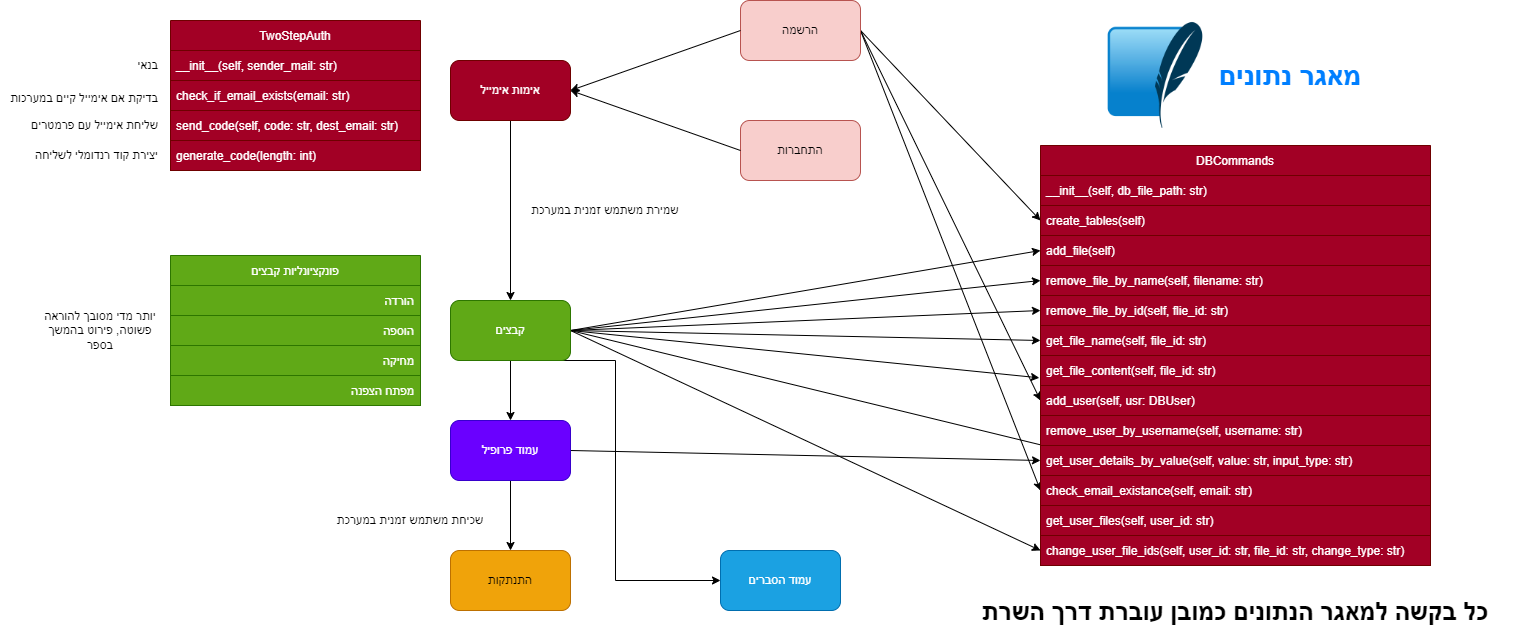 TwoStepAuth
בנאי
__init__(self, sender_mail: str)
בדיקת אם אימייל קיים במערכות
check_if_email_exists(email: str)
שליחת אימייל עם פרמטרים
send_code(self, code: str, dest_email: str)
יצירת קוד רנדומלי לשליחה
generate_code(length: int)
הרשמה
אימות אימייל
התחברות
מאגר נתונים
שמירת משתמש זמנית במערכת
פונקציונליות קבצים
הורדה
הוספה
מחיקה
מפתח הצפנה
יותר מדי מסובך להוראה
פשוטה, פירוט בהמשך
בספר
קבצים
עמוד פרופיל
שכיחת משתמש זמנית במערכת
התנתקות
עמוד הסברים
DBCommands
__init__(self, db_file_path: str)
create_tables(self)
add_file(self)
remove_file_by_name(self, filename: str)
remove_file_by_id(self, flie_id: str)
get_file_name(self, file_id: str)
get_file_content(self, file_id: str)
add_user(self, usr: DBUser)
remove_user_by_username(self, username: str)
get_user_details_by_value(self, value: str, input_type: str)
check_email_existance(self, email: str)
get_user_files(self, user_id: str)
change_user_file_ids(self, user_id: str, file_id: str, change_type: str)
כל בקשה למאגר הנתונים כמובן עוברת דרך השרת